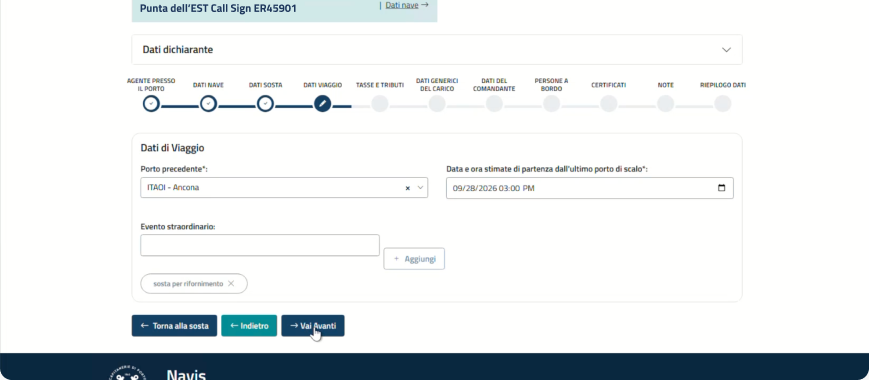 Punta dell'EST Call Sign ER45901
| Dati nave →
Dati dichiarante
AGENTE PRESSO IL PORTO
DATI NAVE
DATI SOSTA
DATI VIAGGIO
TASSE E TRIBUTI
DATI GENERICI DEL CARICO
DATI DEL COMANDANTE
PERSONE A BORDO
CERTIFICATI
NOTE
RIEPILOGO DATI
Dati di Viaggio
Porto precedente*:
ITAOI - Ancona
Data e ora stimate di partenza dall'ultimo porto di scalo*:
09/28/2026 03:00 PM
Evento straordinario:
+ Aggiungi
sosta per rifornimento ×
← Torna alla sosta
← Indietro
→ Vai Avanti
Navis